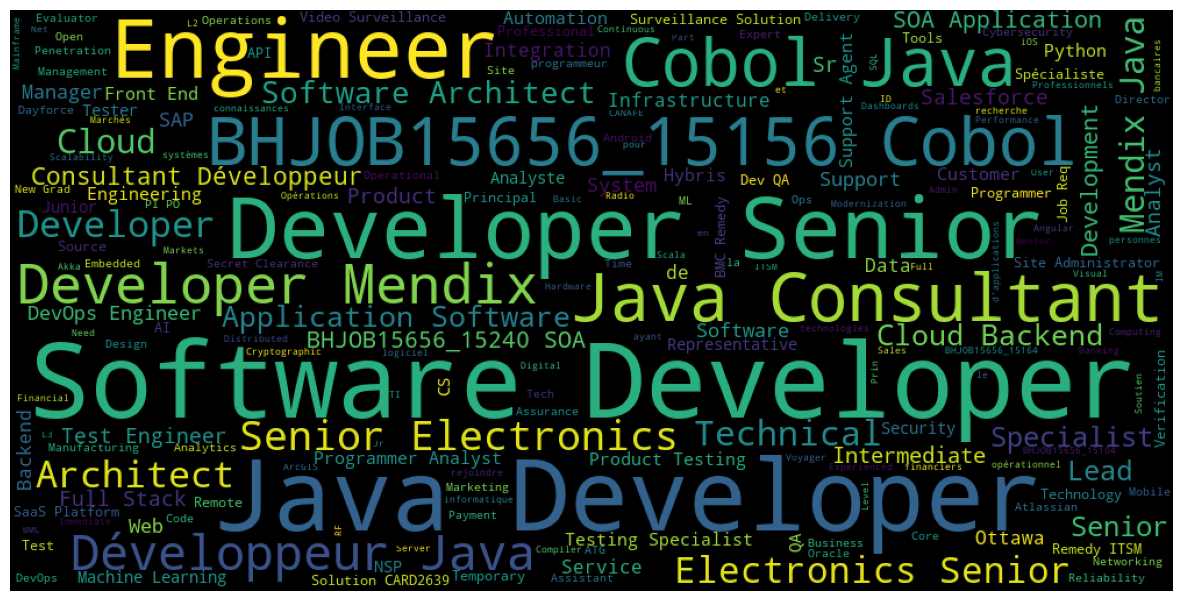 Evaluator
L2
Operations
Video Surveillance
Automation
Surveillance Solution
Delivery
SOA Application
Mainframe
Net
Open
Engineer
Professional
Continuous
Part
Expert
Cybersecurity
Penetration
API
Integration
programmeur
Cobol
Java
Tools
iOS
Python
Management
Site
Sr
SQL
Spécialiste
Professionnels
Mendix Java
bancaires
Manager
Front End
Software Architect
Infrastructure
et
Support Agent
ID
Dashboards
Salesforce
Director
Dayforce
Tester
Marchés
SAP
connaissances
Interface
CANAFE
recherche
Performance
Cloud
BHJOB15656_15156 Cobol
Android
pour
Development
Analyst
Scalability
systèmes
Consultant Développeur
Operational
Analyste
System
Hybris
Dev QA
Support
Customer
User
Job Req
New Grad
Engineering
PI PO
Opérations
Product
Principal
Basic
Radio
ML
Ops
Programmer
Admin
Junior
Developer
Developer Senior
Modernization
Angular
Mentor
personnes
Source
Markets
Akka
Embedded
Secret Clearance
Time
Scala
en
BMC Remedy
la
ITSM
Data
Full
Site Administrator
d'applications
Visual
IM
Developer Mendix
Hardware
de
Java Consultant
DevOps Engineer
Application Software
Need
AI
Distributed
BHJOB15656_15240 SOA
Software
technologies
Cloud Backend
Computing
Design
Cryptographic
logiciel
ayant
Representative
Sales
BHJOB15656_15164
Banking
Software Developer
Digital
CS
TI
Tech
Prin
le
Soutien
Verification
Financial
Assurance
L3
Test Engineer
Jr
Senior Electronics
Technical
Security
Specialist
Backend
Manufacturing
Analytics
BHJOB15656_15104
Architect
ArcGIS
Programmer Analyst
rejoindre
Product Testing
Voyager
Intermediate
Experienced
financiers
opérationnel
Lead
Full Stack
Remote
Java Developer
Marketing
informatique
Level
Technology
Mobile
SaaS Platform
Code
Payment
Atlassian
BML
Immediate
Web
RF
Core
Senior
Test
Développeur Java
Server
Compiler
ATG
Testing Specialist
QA
Business
Oracle
Ottawa
Remedy ITSM
Networking
DevOps
Machine Learning
NSP
Solution CARD2639
Temporary
Assistant
Service
Electronics Senior
Reliability